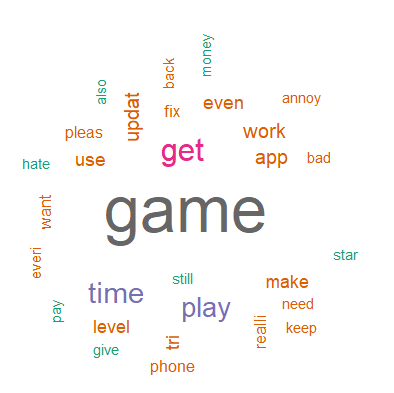 money
back
also
annoy
even
fix
updat
work
pleas
get
app
bad
use
hate
want
game
star
everi
still
make
time
play
need
pay
level
realli
keep
tri
give
phone